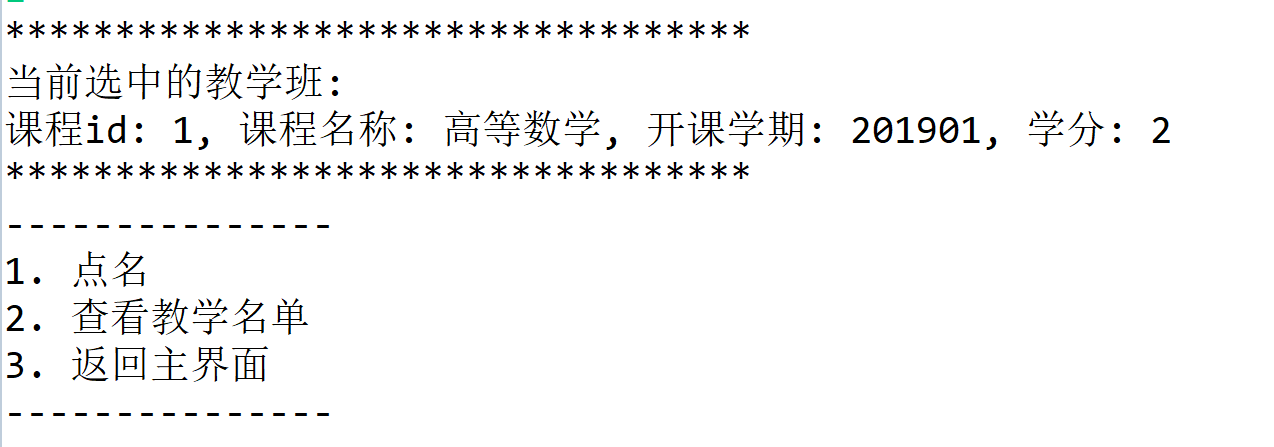 **********************************
当前选中的教学班:
课程id: 1, 课程名称: 高等数学, 开课学期: 201901, 学分: 2
**********************************
---------------
1. 点名
2. 查看教学名单
3. 返回主界面
---------------